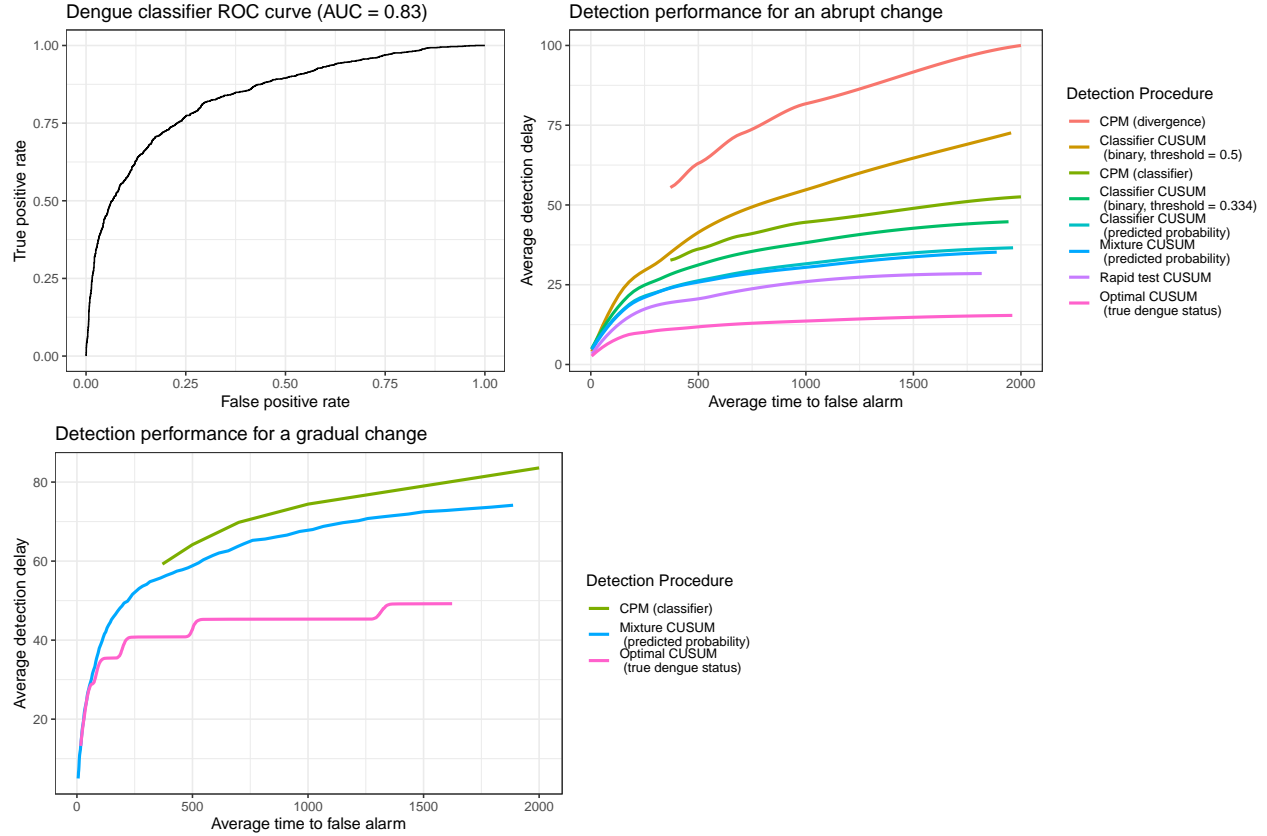 Dengue classifier ROC curve (AUC = 0.83)
True positive rate
1.00
0.75
0.50
0.25
0.00
0.00 0.25 0.50 0.75 1.00
False positive rate
Detection performance for an abrupt change
Average detection delay
100
75
50
25
0
0 500 1000 1500 2000
Average time to false alarm
Detection Procedure
CPM (divergence)
Classifier CUSUM
(binary, threshold = 0.5)
CPM (classifier)
Classifier CUSUM
(binary, threshold = 0.334)
Classifier CUSUM
(predicted probability)
Mixture CUSUM
(predicted probability)
Rapid test CUSUM
Optimal CUSUM
(true dengue status)
Detection performance for a gradual change
Average detection delay
80
60
40
20
0 500 1000 1500 2000
Average time to false alarm
Detection Procedure
CPM (classifier)
Mixture CUSUM
(predicted probability)
Optimal CUSUM
(true dengue status)